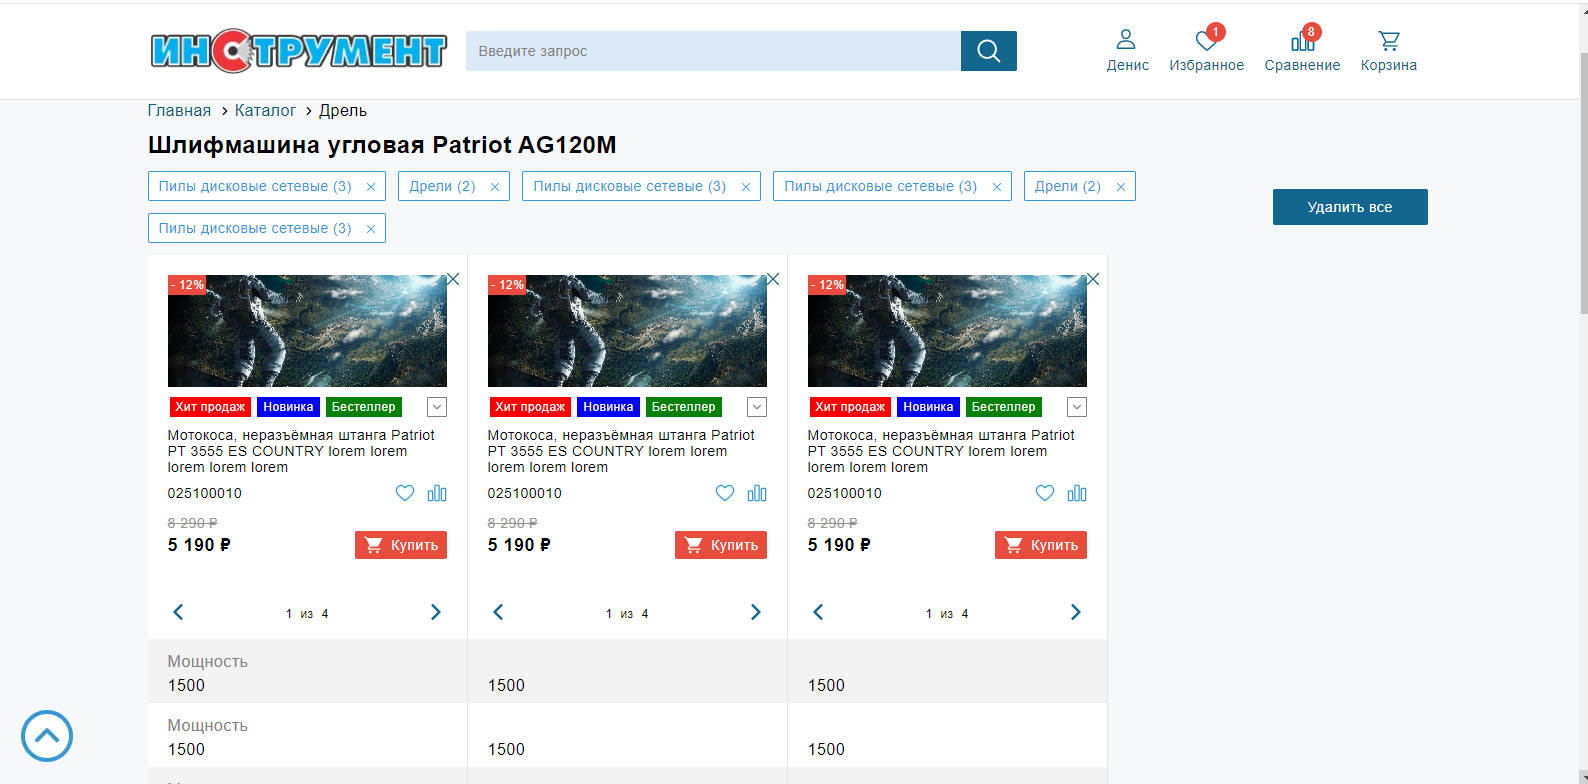 ИНСТРУМЕНТ
Введите запрос
1
8
Денис Избранное Сравнение Корзина
Главная > Каталог > Дрель
Шлифмашина угловая Patriot AG120M
Пилы дисковые сетевые (3) Дрели (2) Пилы дисковые сетевые (3) Пилы дисковые сетевые (3) Дрели (2)
Удалить все
Пилы дисковые сетевые (3)
- 12% - 12% - 12%
Хит продаж Новинка Бестеллер Хит продаж Новинка Бестеллер Хит продаж Новинка Бестеллер
Мотокоса, неразъёмная штанга Patriot
PT 3555 ES COUNTRY lorem lorem
lorem lorem lorem
Мотокоса, неразъёмная штанга Patriot
PT 3555 ES COUNTRY lorem lorem
lorem lorem lorem
Мотокоса, неразъёмная штанга Patriot
PT 3555 ES COUNTRY lorem lorem
lorem lorem lorem
025100010 025100010 025100010
8 290 ₽ 8 290 ₽ 8 290 ₽
5 190 ₽ Купить 5 190 ₽ Купить 5 190 ₽ Купить
1 из 4 1 из 4 1 из 4
Мощность
1500 1500 1500
Мощность
1500 1500 1500